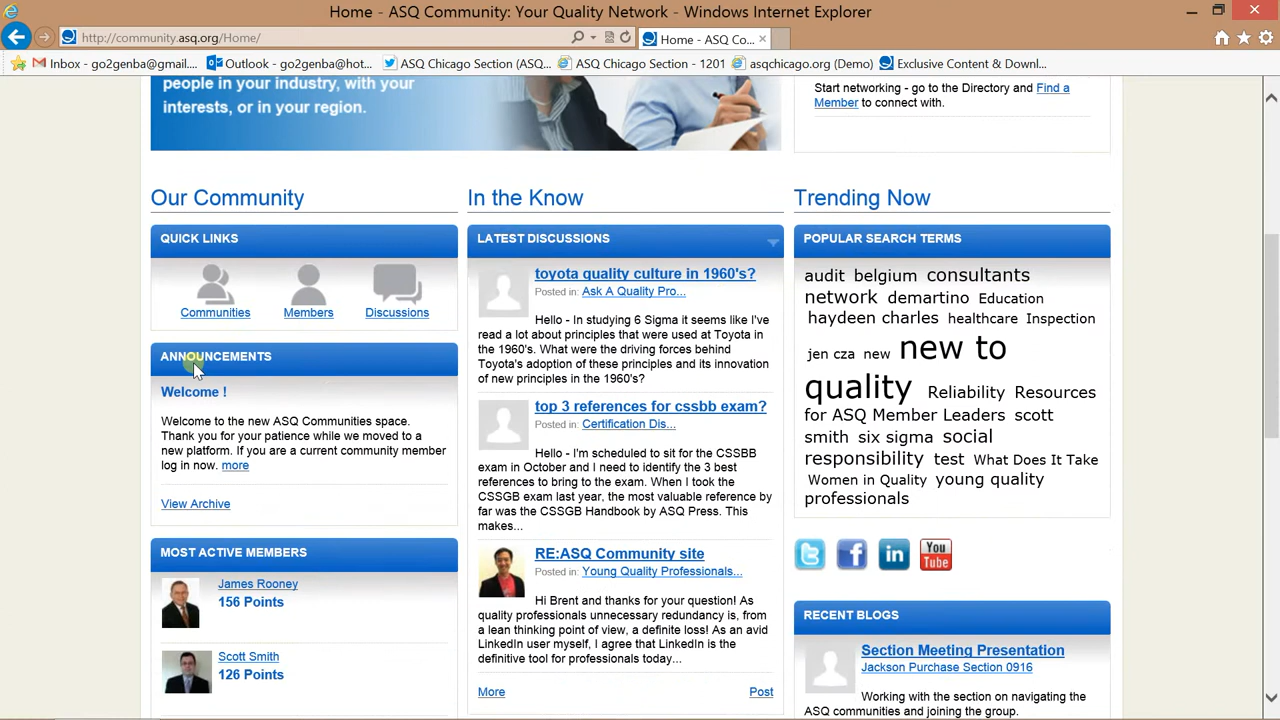 Home - ASQ Community: Your Quality Network - Windows Internet Explorer
http://community.asq.org/Home/
Home - ASQ Co...
Inbox - go2genba@gmail....
Outlook - go2genba@hot...
ASQ Chicago Section (ASQ...
ASQ Chicago Section - 1201
asqchicago.org (Demo)
Exclusive Content & Downl...
people in your industry, with your
interests, or in your region.
Start networking - go to the Directory and Find a
Member to connect with.
Our Community
QUICK LINKS
Communities
Members
Discussions
ANNOUNCEMENTS
Welcome !
Welcome to the new ASQ Communities space.
Thank you for your patience while we moved to a
new platform. If you are a current community member
log in now. more
View Archive
MOST ACTIVE MEMBERS
James Rooney
156 Points
Scott Smith
126 Points
In the Know
LATEST DISCUSSIONS
toyota quality culture in 1960's?
Posted in: Ask A Quality Pro...
Hello - In studying 6 Sigma it seems like I've
read a lot about principles that were used at Toyota in
the 1960's. What were the driving forces behind
Toyota's adoption of these principles and its innovation
of new principles in the 1960's?
top 3 references for cssbb exam?
Posted in: Certification Dis...
Hello - I'm scheduled to sit for the CSSBB
exam in October and I need to identify the 3 best
references to bring to the exam. When I took the
CSSGB exam last year, the most valuable reference by
far was the CSSGB Handbook by ASQ Press. This
makes...
RE:ASQ Community site
Posted in: Young Quality Professionals...
Hi Brent and thanks for your question! As
quality professionals unnecessary redundancy is, from
a lean thinking point of view, a definite loss! As an avid
LinkedIn user myself, I agree that LinkedIn is the
definitive tool for professionals today...
More
Post
Trending Now
POPULAR SEARCH TERMS
audit belgium consultants
network demartino Education
haydeen charles healthcare Inspection
jen cza new new to
quality Reliability Resources
for ASQ Member Leaders scott
smith six sigma social
responsibility test What Does It Take
Women in Quality young quality
professionals
You
Tube
RECENT BLOGS
Section Meeting Presentation
Jackson Purchase Section 0916
Working with the section on navigating the
ASQ communities and joining the group.